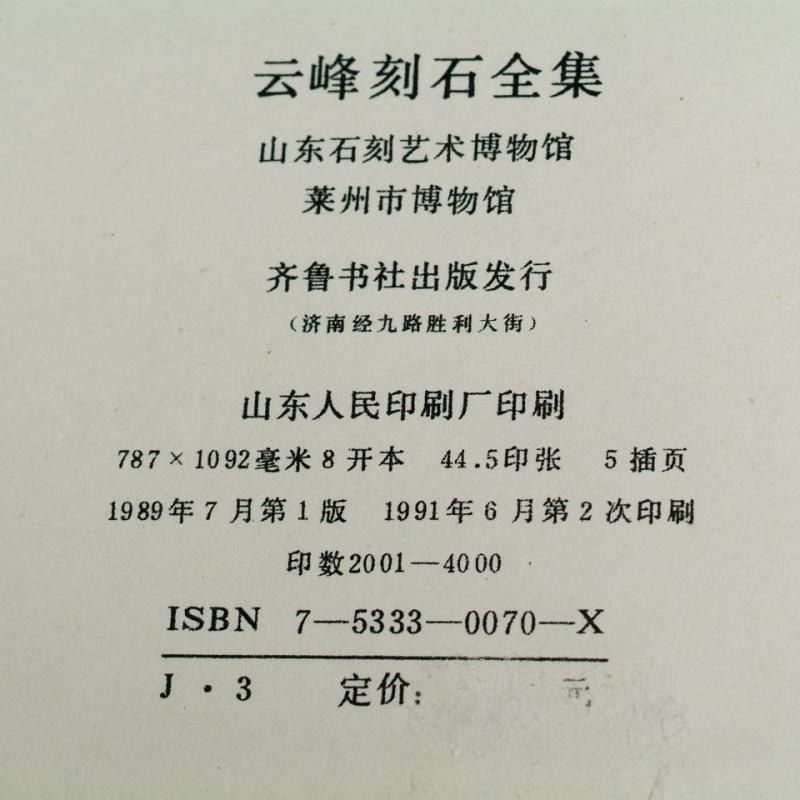 云峰刻石全集
山东石刻艺术博物馆
莱州市博物馆
齐鲁书社出版发行
(济南经九路胜利大街)
山东人民印刷厂印刷
787×1092毫米 8 开本 44.5印张 5 插页
1989年 7 月第 1 版 1991年 6 月第 2 次印刷
印数2001—4000
ISBN 7—5333—0070—X
J·3 定价: 元